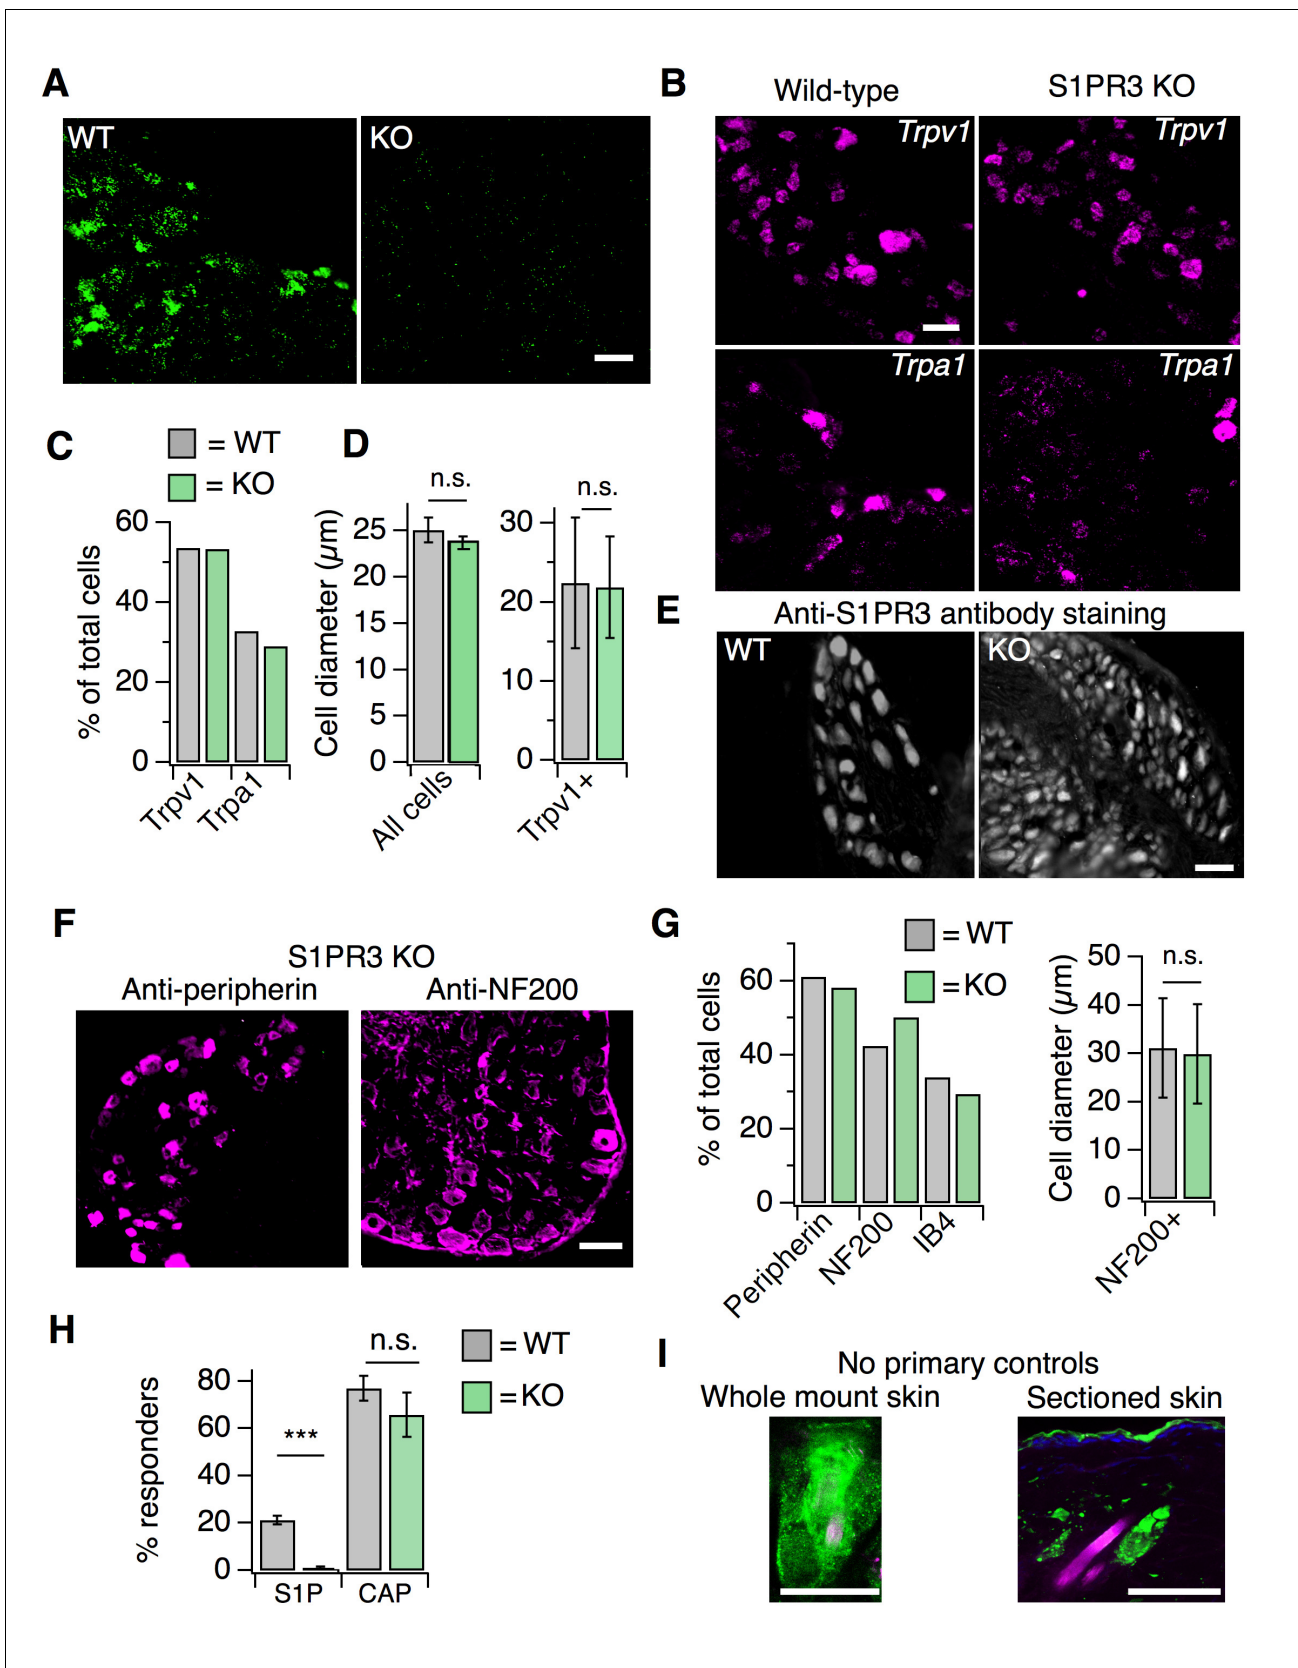 A
WT
KO
B
Wild-type
S1PR3 KO
Trpv1
Trpv1
Trpa1
Trpa1
C
= WT
= KO
% of total cells
60
40
20
0
Trpv1
Trpa1
D
Cell diameter (µm)
n.s.
25
20
15
10
5
0
All cells
n.s.
30
20
10
0
Trpv1+
E
Anti-S1PR3 antibody staining
WT
KO
F
S1PR3 KO
Anti-peripherin
Anti-NF200
G
= WT
= KO
% of total cells
60
40
20
0
Peripherin
NF200
IB4
Cell diameter (µm)
50
40
30
20
10
0
n.s.
NF200+
H
= WT
= KO
% responders
80
60
40
20
0
***
n.s.
S1P
CAP
I
No primary controls
Whole mount skin
Sectioned skin